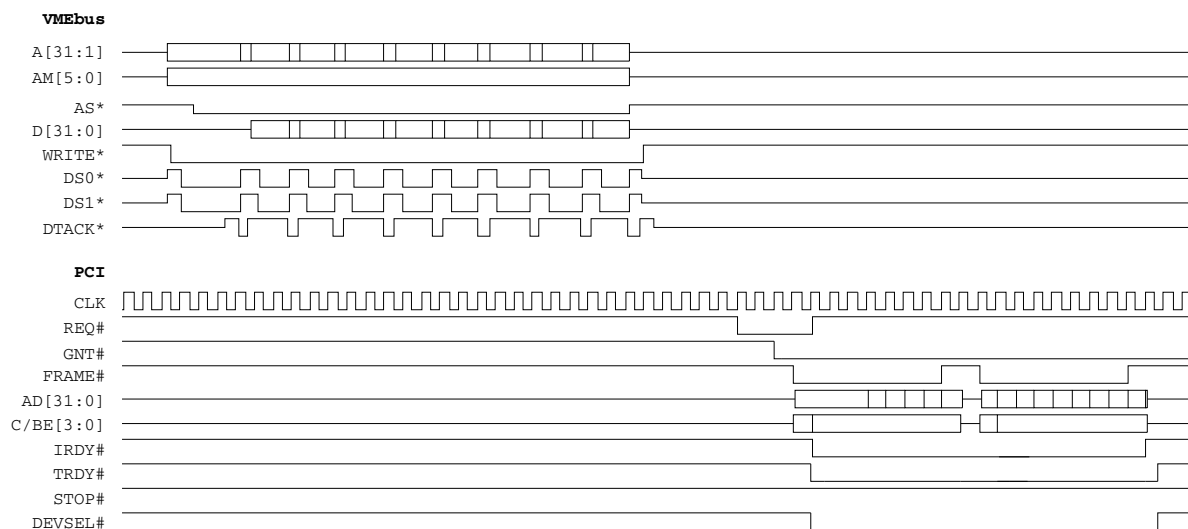 VMEbus
A[31:1]
AM[5:0]
AS*
D[31:0]
WRITE*
DS0*
DS1*
DTACK*
PCI
CLK
REQ#
GNT#
FRAME#
AD[31:0]
C/BE[3:0]
IRDY#
TRDY#
STOP#
DEVSEL#